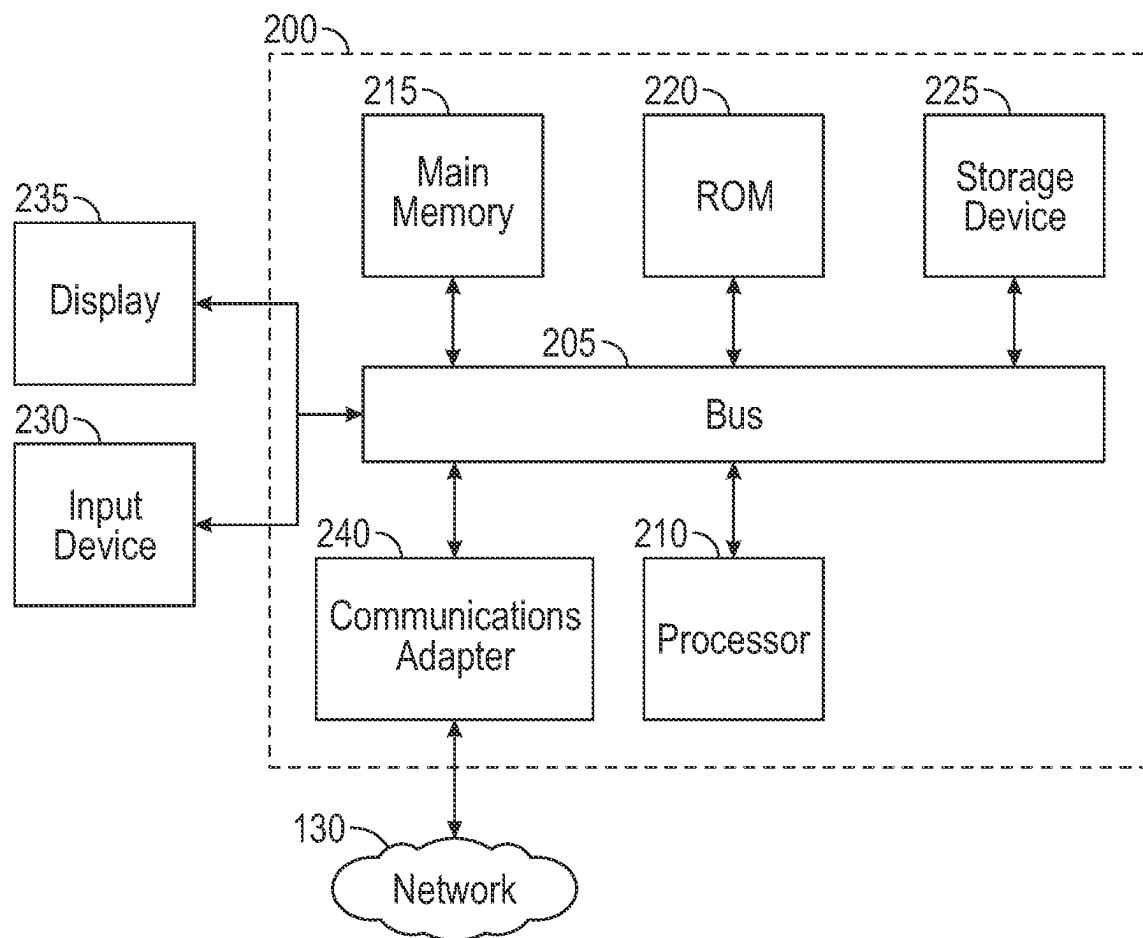 200
215
Main
Memory
220
ROM
225
Storage
Device
235
Display
205
Bus
230
Input
Device
240
Communications
Adapter
210
Processor
130
Network